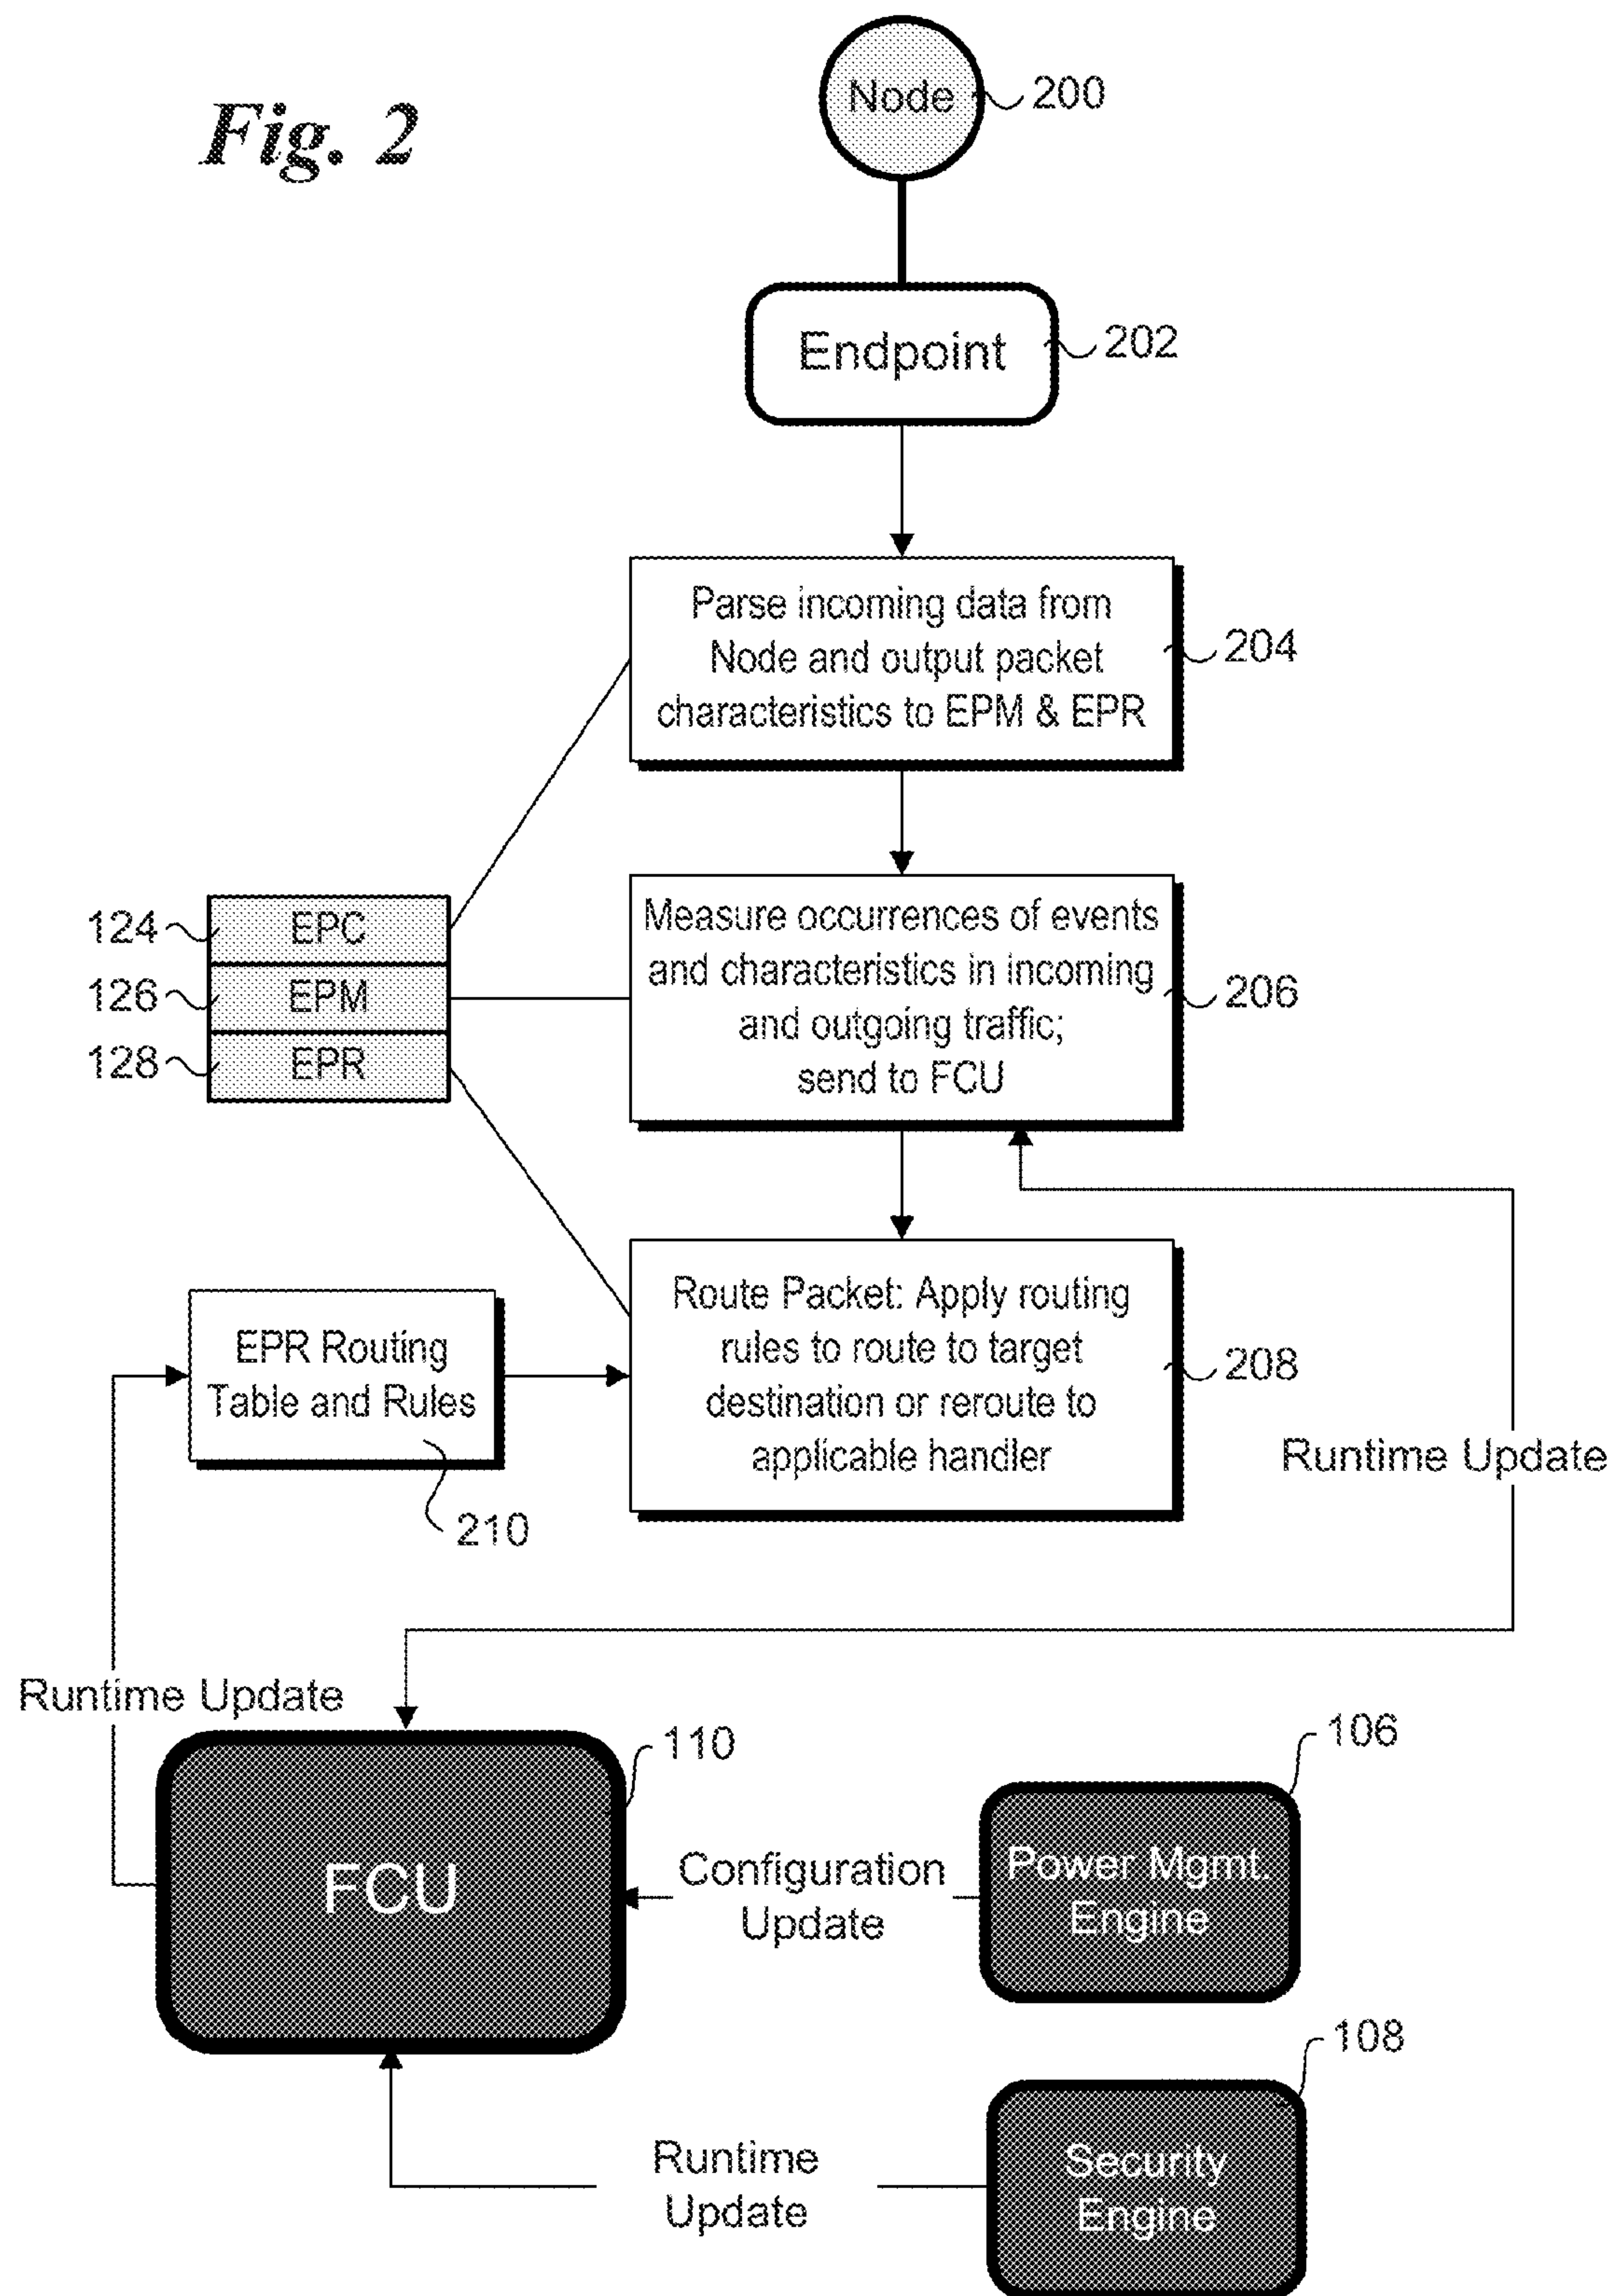 Fig. 2
Node
200
Endpoint
202
Parse incoming data from
Node and output packet
characteristics to EPM & EPR
204
124
EPC
126
EPM
128
EPR
Measure occurrences of events
and characteristics in incoming
and outgoing traffic;
send to FCU
206
EPR Routing
Table and Rules
210
Route Packet: Apply routing
rules to route to target
destination or reroute to
applicable handler
208
Runtime Update
Runtime Update
FCU
110
Configuration
Update
Power Mgmt.
Engine
106
Runtime
Update
Security
Engine
108